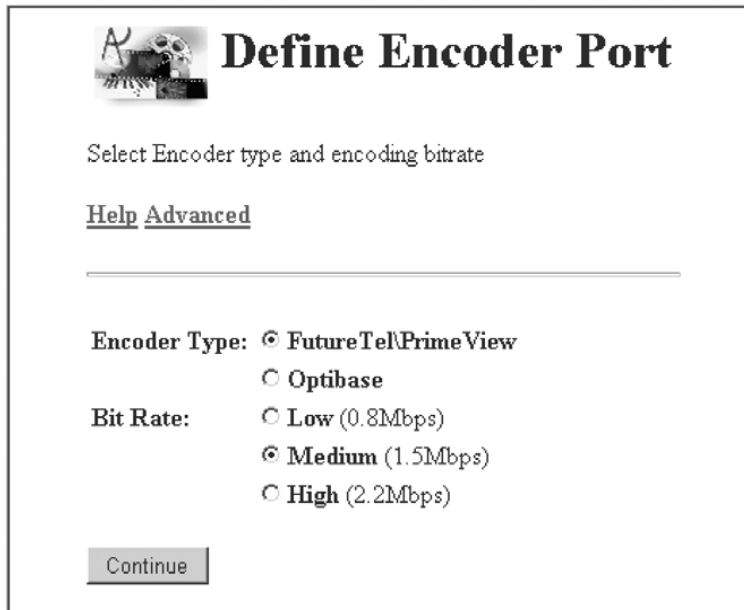 Define Encoder Port
Select Encoder type and encoding bitrate
Help Advanced
Encoder Type: FutureTel\PrimeView
Optibase
Bit Rate: Low (0.8Mbps)
Medium (1.5Mbps)
High (2.2Mbps)
Continue